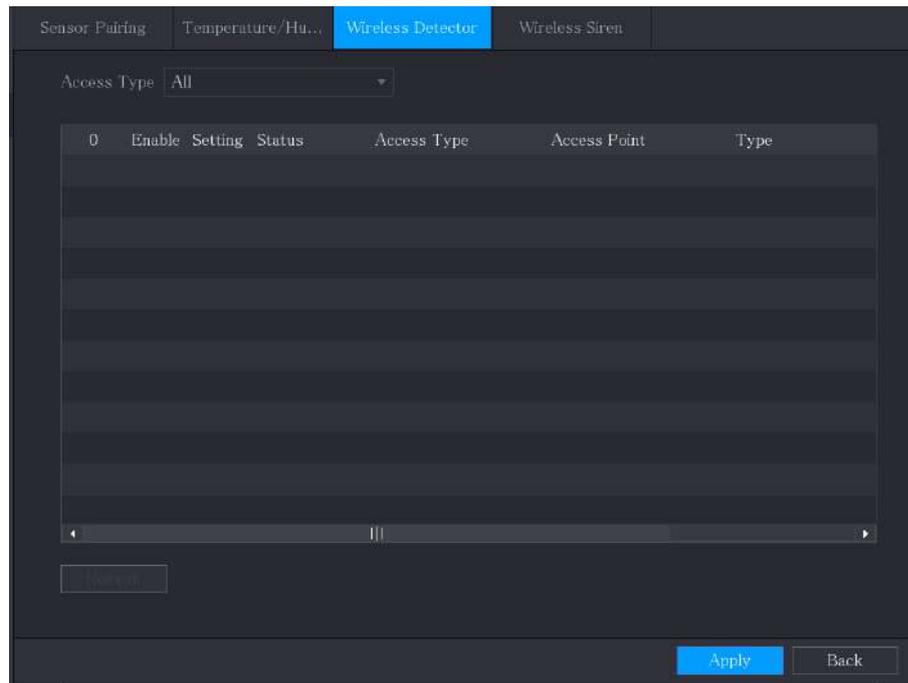 Sensor Pairing Temperature/Hu... Wireless Detector Wireless Siren
Access Type All
0 Enable Setting Status Access Type Access Point Type
Apply Back